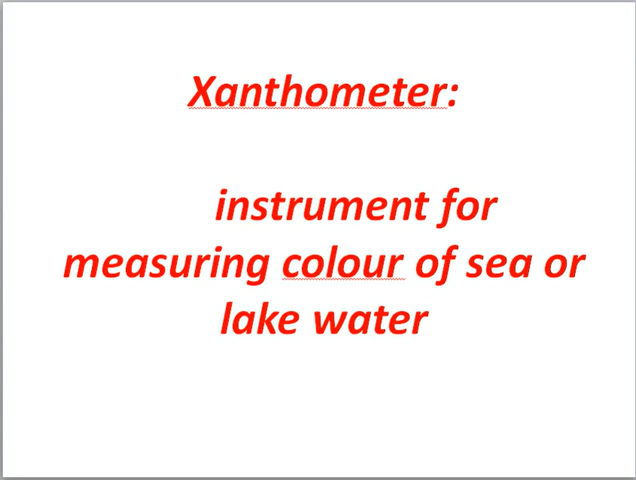 Xanthometer:
instrument for
measuring colour of sea or
lake water